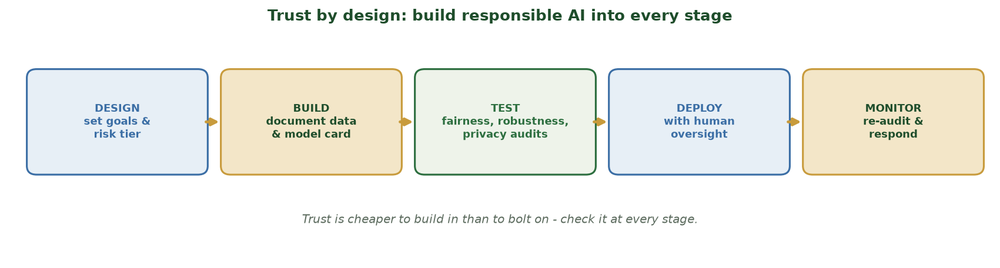 Trust by design: build responsible AI into every stage
DESIGN
set goals &
risk tier
BUILD
document data
& model card
TEST
fairness, robustness,
privacy audits
DEPLOY
with human
oversight
MONITOR
re-audit &
respond
Trust is cheaper to build in than to bolt on - check it at every stage.